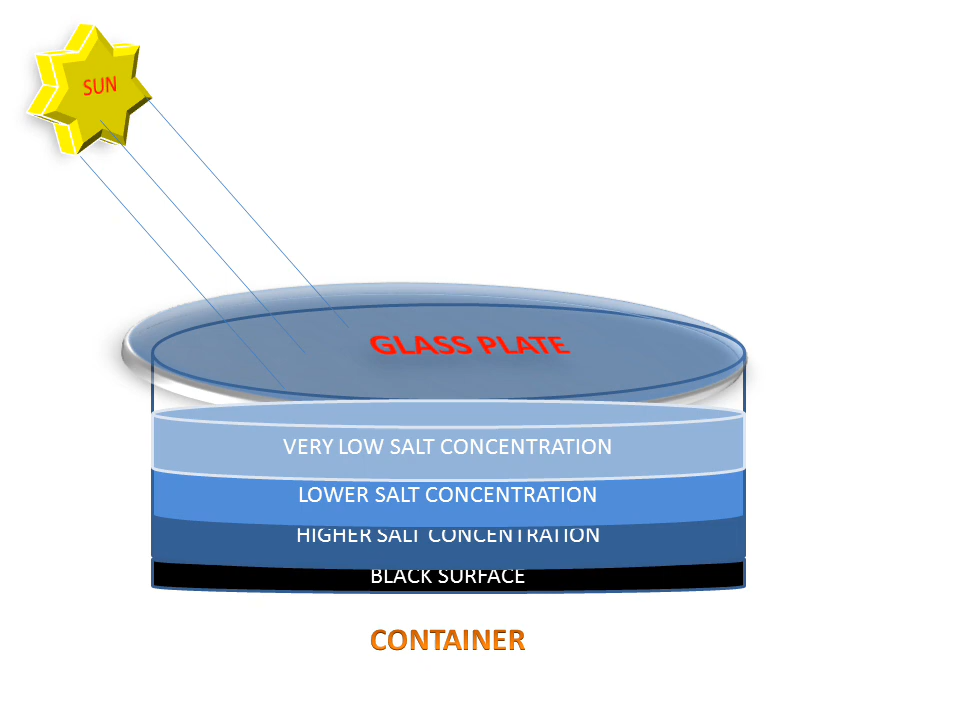 SUN
GLASS PLATE
VERY LOW SALT CONCENTRATION
LOWER SALT CONCENTRATION
HIGHER SALT CONCENTRATION
BLACK SURFACE
CONTAINER